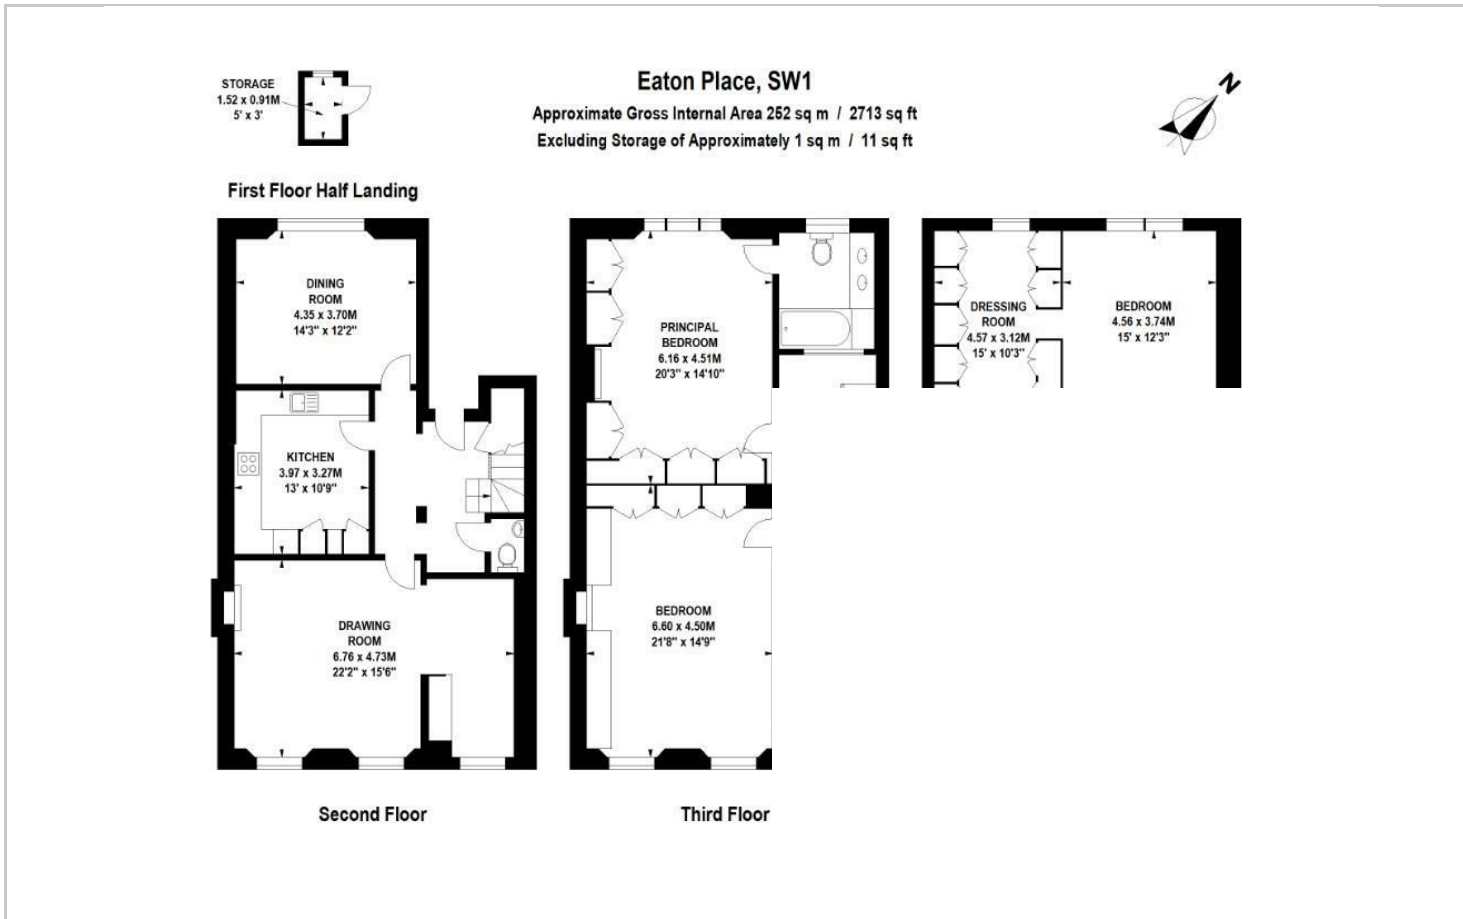 Eaton Place, SW1
Approximate Gross Internal Area 252 sq m / 2713 sq ft
Excluding Storage of Approximately 1 sq m / 11 sq ft
N
STORAGE
1.52 x 0.91M
5' x 3'
First Floor Half Landing
DINING
ROOM
4.35 x 3.70M
14'3" x 12'2"
KITCHEN
3.97 x 3.27M
13' x 10'9"
DRAWING
ROOM
6.76 x 4.73M
22'2" x 15'6"
Second Floor
PRINCIPAL
BEDROOM
6.16 x 4.51M
20'3" x 14'10"
BEDROOM
6.60 x 4.50M
21'8" x 14'9"
Third Floor
DRESSING
ROOM
4.57 x 3.12M
15' x 10'3"
BEDROOM
4.56 x 3.74M
15' x 12'3"